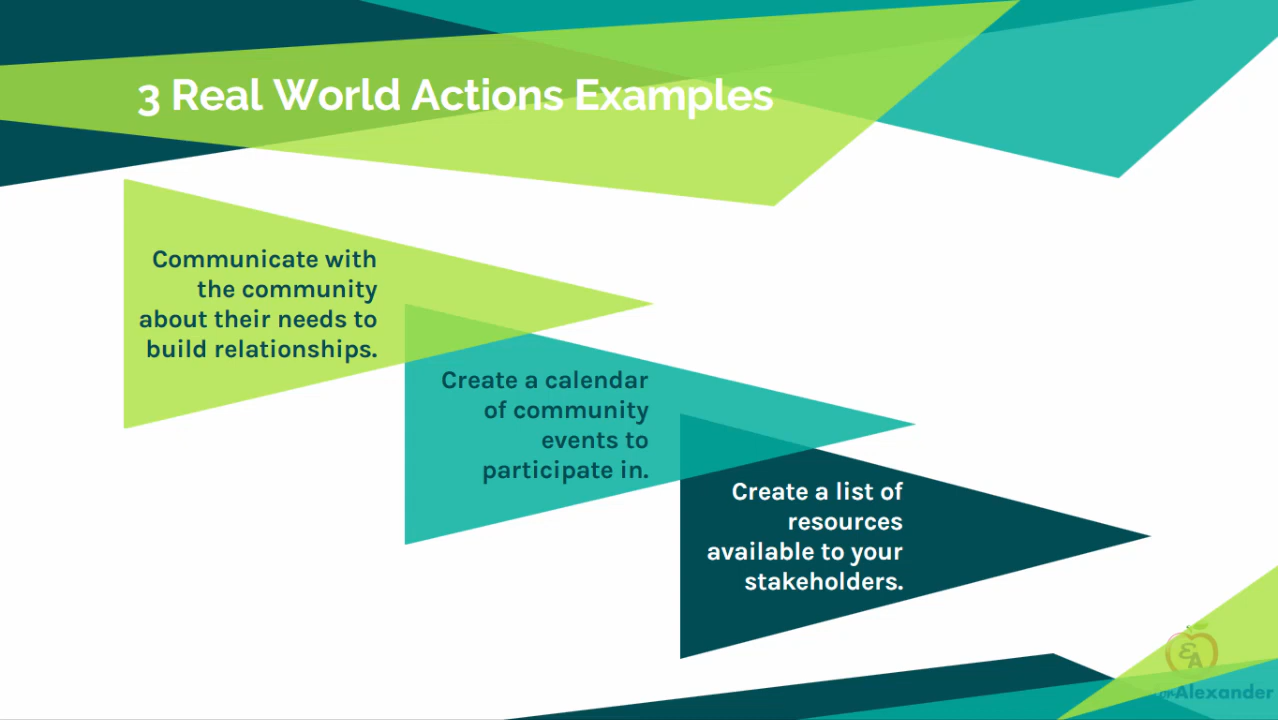 3 Real World Actions Examples
Communicate with
the community
about their needs to
build relationships.
Create a calendar
of community
events to
participate in.
Create a list of
resources
available to your
stakeholders.
EA
Alexander